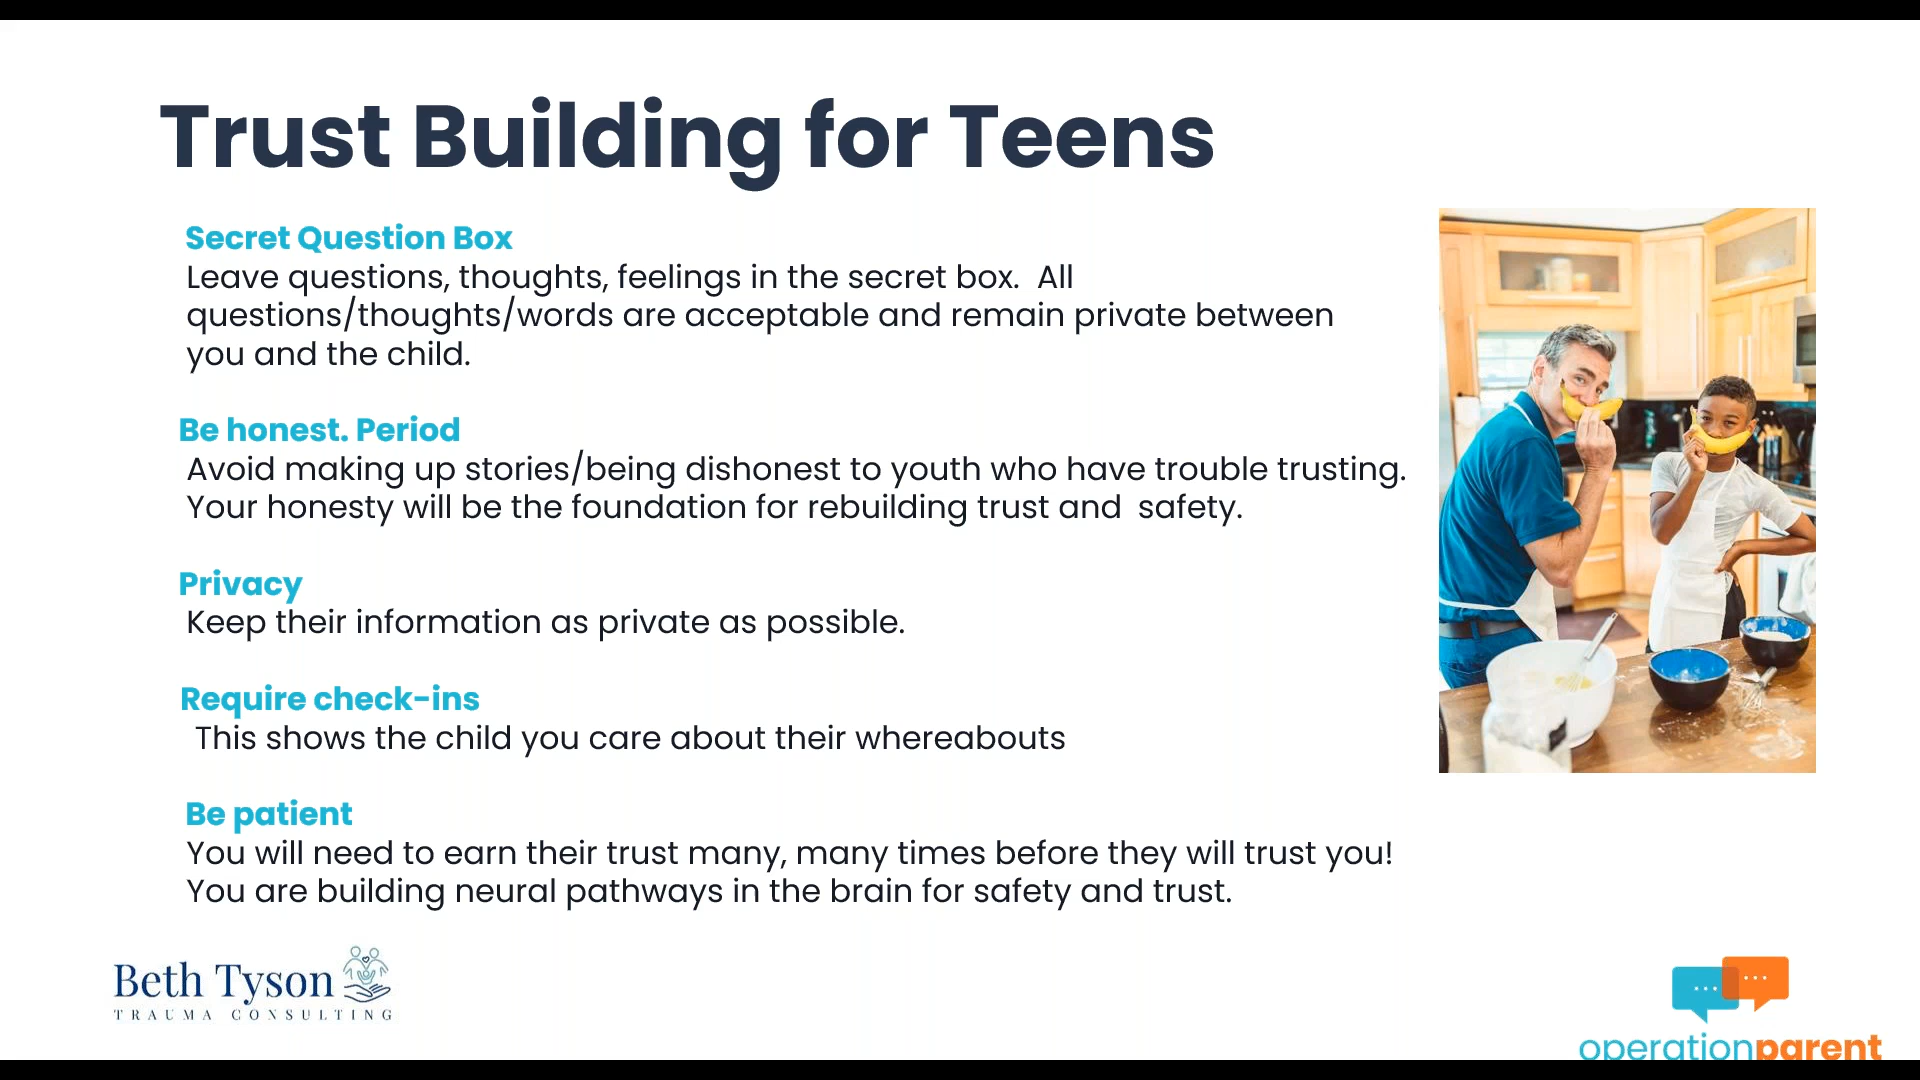 Trust Building for Teens
Secret Question Box
Leave questions, thoughts, feelings in the secret box.  All
questions/thoughts/words are acceptable and remain private between
you and the child.
Be honest. Period
Avoid making up stories/being dishonest to youth who have trouble trusting.
Your honesty will be the foundation for rebuilding trust and  safety.
Privacy
Keep their information as private as possible.
Require check-ins
This shows the child you care about their whereabouts
Be patient
You will need to earn their trust many, many times before they will trust you!
You are building neural pathways in the brain for safety and trust.
Beth Tyson
TRAUMA CONSULTING
operationparent